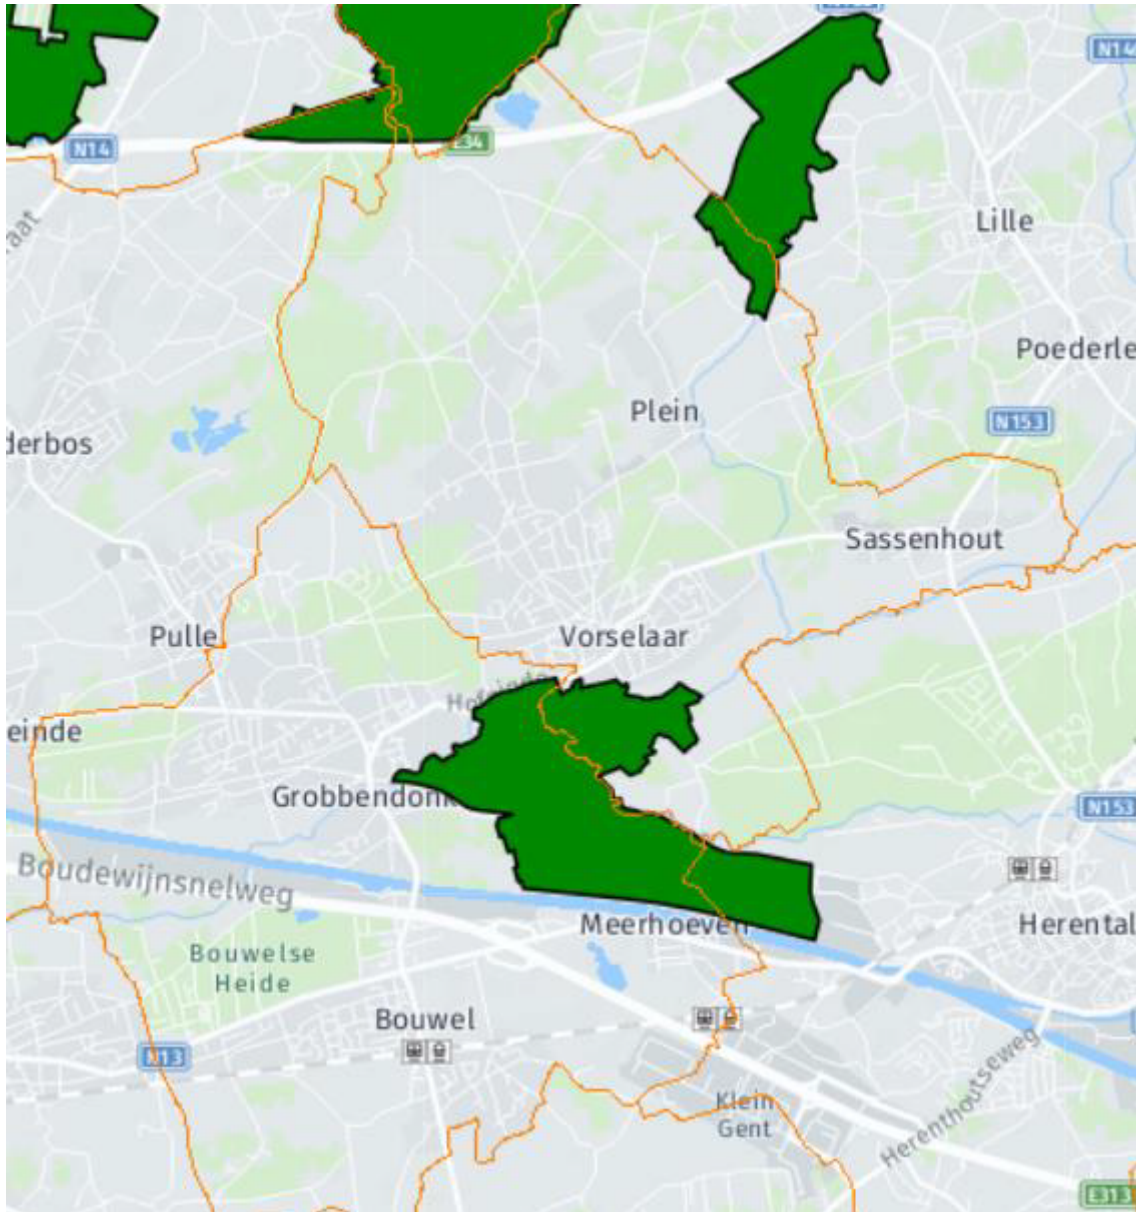 N14
E34
Lille
Poederle
Plein
N153
derbos
Sassenhout
Pulle
Vorselaar
einde
Grobbendonk
N153
Boudewijnsnelweg
Meerhoeven
Herental
Bouwelse
Heide
Bouwel
N13
Klein
Gent
Herenthoutseweg
E313